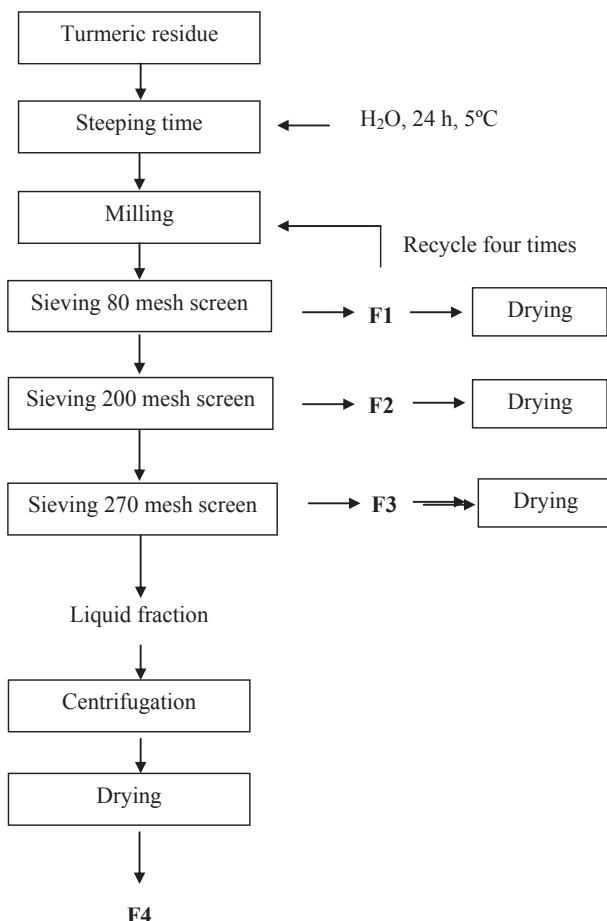 Turmeric residue
Steeping time
H₂O, 24 h, 5ºC
Milling
Recycle four times
Sieving 80 mesh screen
F1
Drying
Sieving 200 mesh screen
F2
Drying
Sieving 270 mesh screen
F3
Drying
Liquid fraction
Centrifugation
Drying
F4